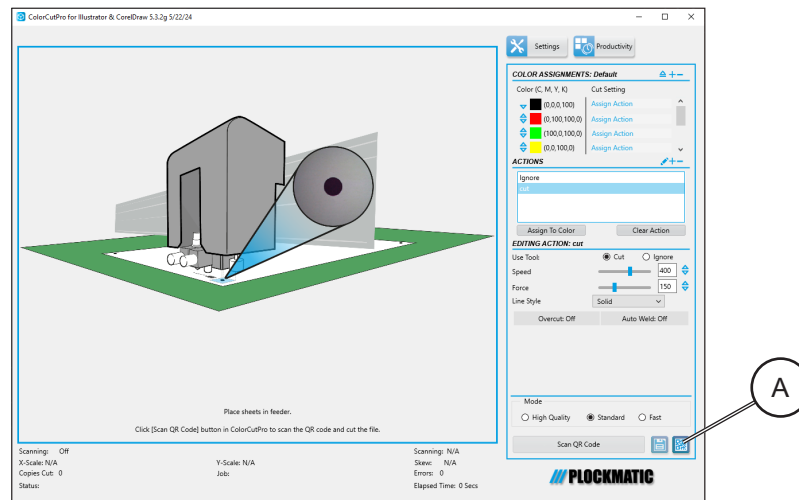 ColorCutPro for Illustrator & CorelDraw 5.3.2g 5/22/24
Settings
Productivity
COLOR ASSIGNMENTS: Default
Color (C, M, Y, K) Cut Setting
(0,0,0,100) Assign Action
(0,100,100,0) Assign Action
(100,0,100,0) Assign Action
(0,0,100,0) Assign Action
ACTIONS
Ignore
cut
Assign To Color Clear Action
EDITING ACTION: cut
Use Tool: Cut Ignore
Speed 400
Force 150
Line Style Solid
Overcut: Off Auto Weld: Off
Mode
High Quality Standard Fast
Scan QR Code
A
Place sheets in feeder.
Click [Scan QR Code] button in ColorCutPro to scan the QR code and cut the file.
Scanning: Off Scanning: N/A
X-Scale: N/A Y-Scale: N/A Skew: N/A
Copies Cut: 0 Job: Errors: 0
Status: Elapsed Time: 0 Secs
PLOCKMATIC